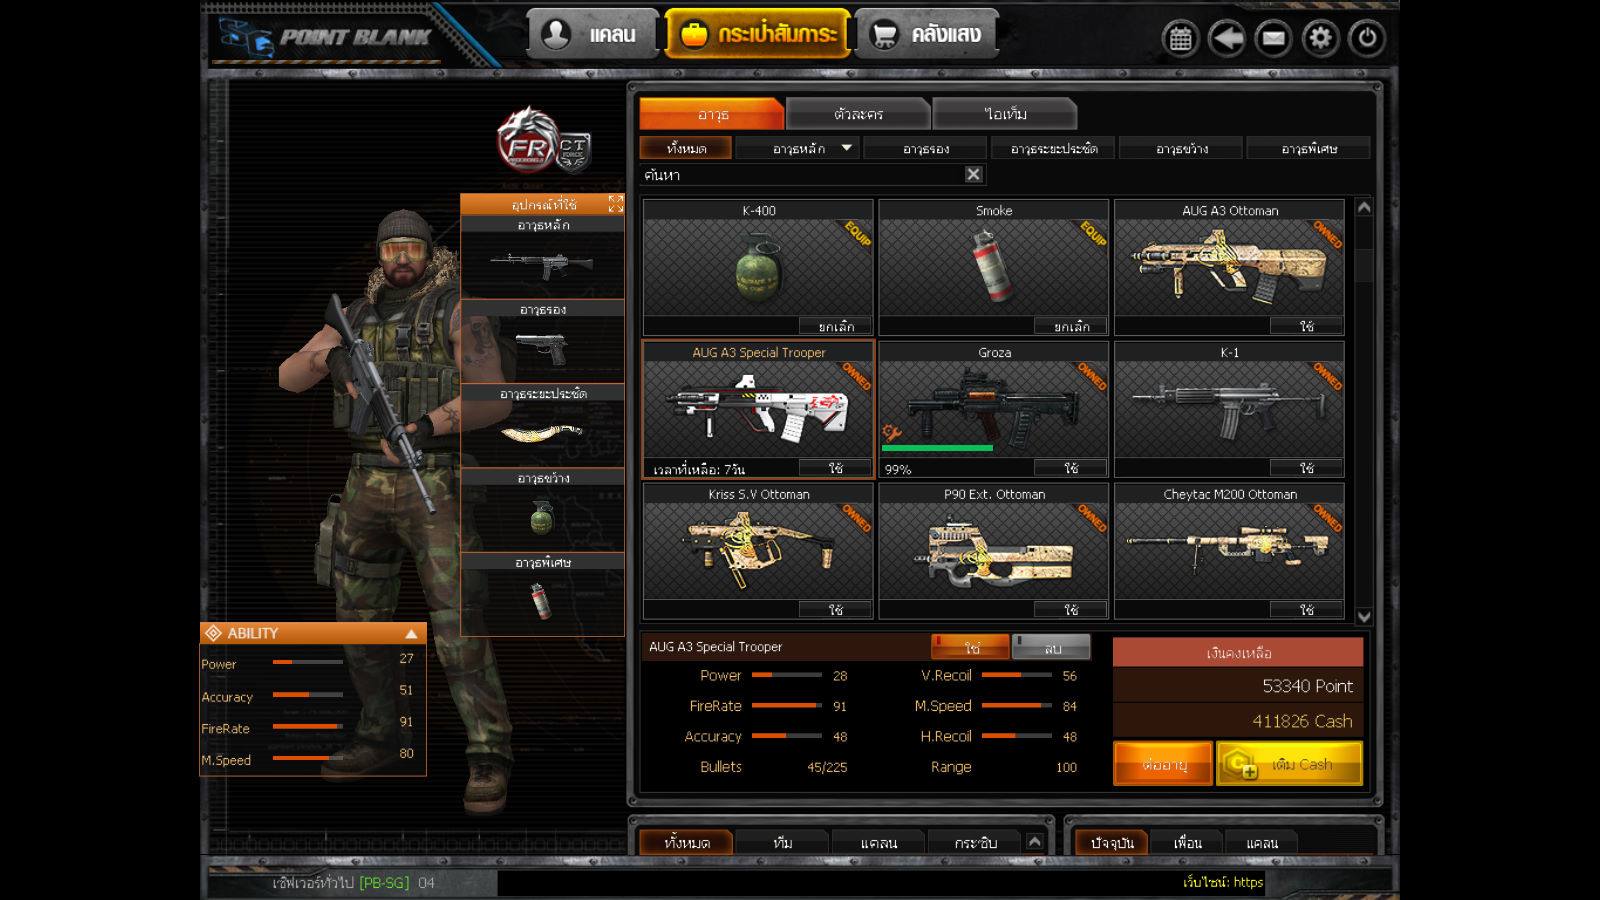 POINT BLANK
แคลน
กระเป๋าสัมภาระ
คลังแสง
FR
CT
FORCE
อาวุธ
ตัวละคร
ไอเท็ม
ทั้งหมด
อาวุธหลัก
อาวุธรอง
อาวุธระยะประชิด
อาวุธขว้าง
อาวุธพิเศษ
ค้นหา
อุปกรณ์ที่ใช้
อาวุธหลัก
อาวุธรอง
อาวุธระยะประชิด
อาวุธขว้าง
อาวุธพิเศษ
K-400
EQUIP
ยกเลิก
Smoke
EQUIP
ยกเลิก
AUG A3 Ottoman
OWNED
ใช้
AUG A3 Special Trooper
OWNED
เวลาที่เหลือ: 7วัน
ใช้
Groza
OWNED
99%
ใช้
K-1
OWNED
ใช้
Kriss S.V Ottoman
OWNED
ใช้
P90 Ext. Ottoman
OWNED
ใช้
Cheytac M200 Ottoman
OWNED
ใช้
ABILITY
Power 27
Accuracy 51
FireRate 91
M.Speed 80
AUG A3 Special Trooper
ใช้
ลบ
Power 28
V.Recoil 56
FireRate 91
M.Speed 84
Accuracy 48
H.Recoil 48
Bullets 45/225
Range 100
เงินคงเหลือ
53340 Point
411826 Cash
ต่ออายุ
เติม Cash
ทั้งหมด
ทีม
แคลน
กระซิบ
ปัจจุบัน
เพื่อน
แคลน
เซิฟเวอร์ทั่วไป [PB-SG] 04
เว็บไซน์: https